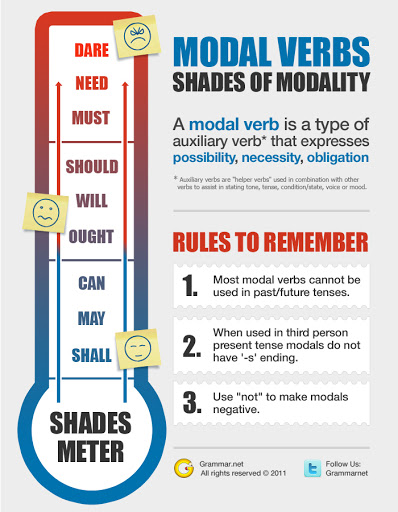 DARE
NEED
MUST
SHOULD
WILL
OUGHT
CAN
MAY
SHALL
SHADES
METER
MODAL VERBS
SHADES OF MODALITY
A modal verb is a type of
auxiliary verb* that expresses
possibility, necessity, obligation
* Auxiliary verbs are "helper verbs" used in combination with other
verbs to assist in stating tone, tense, condition/state, voice or mood.
RULES TO REMEMBER
1. Most modal verbs cannot be
used in past/future tenses.
2. When used in third person
present tense modals do not
have '-s' ending.
3. Use "not" to make modals
negative.
Grammar.net
All rights reserved © 2011
Follow Us:
Grammarnet